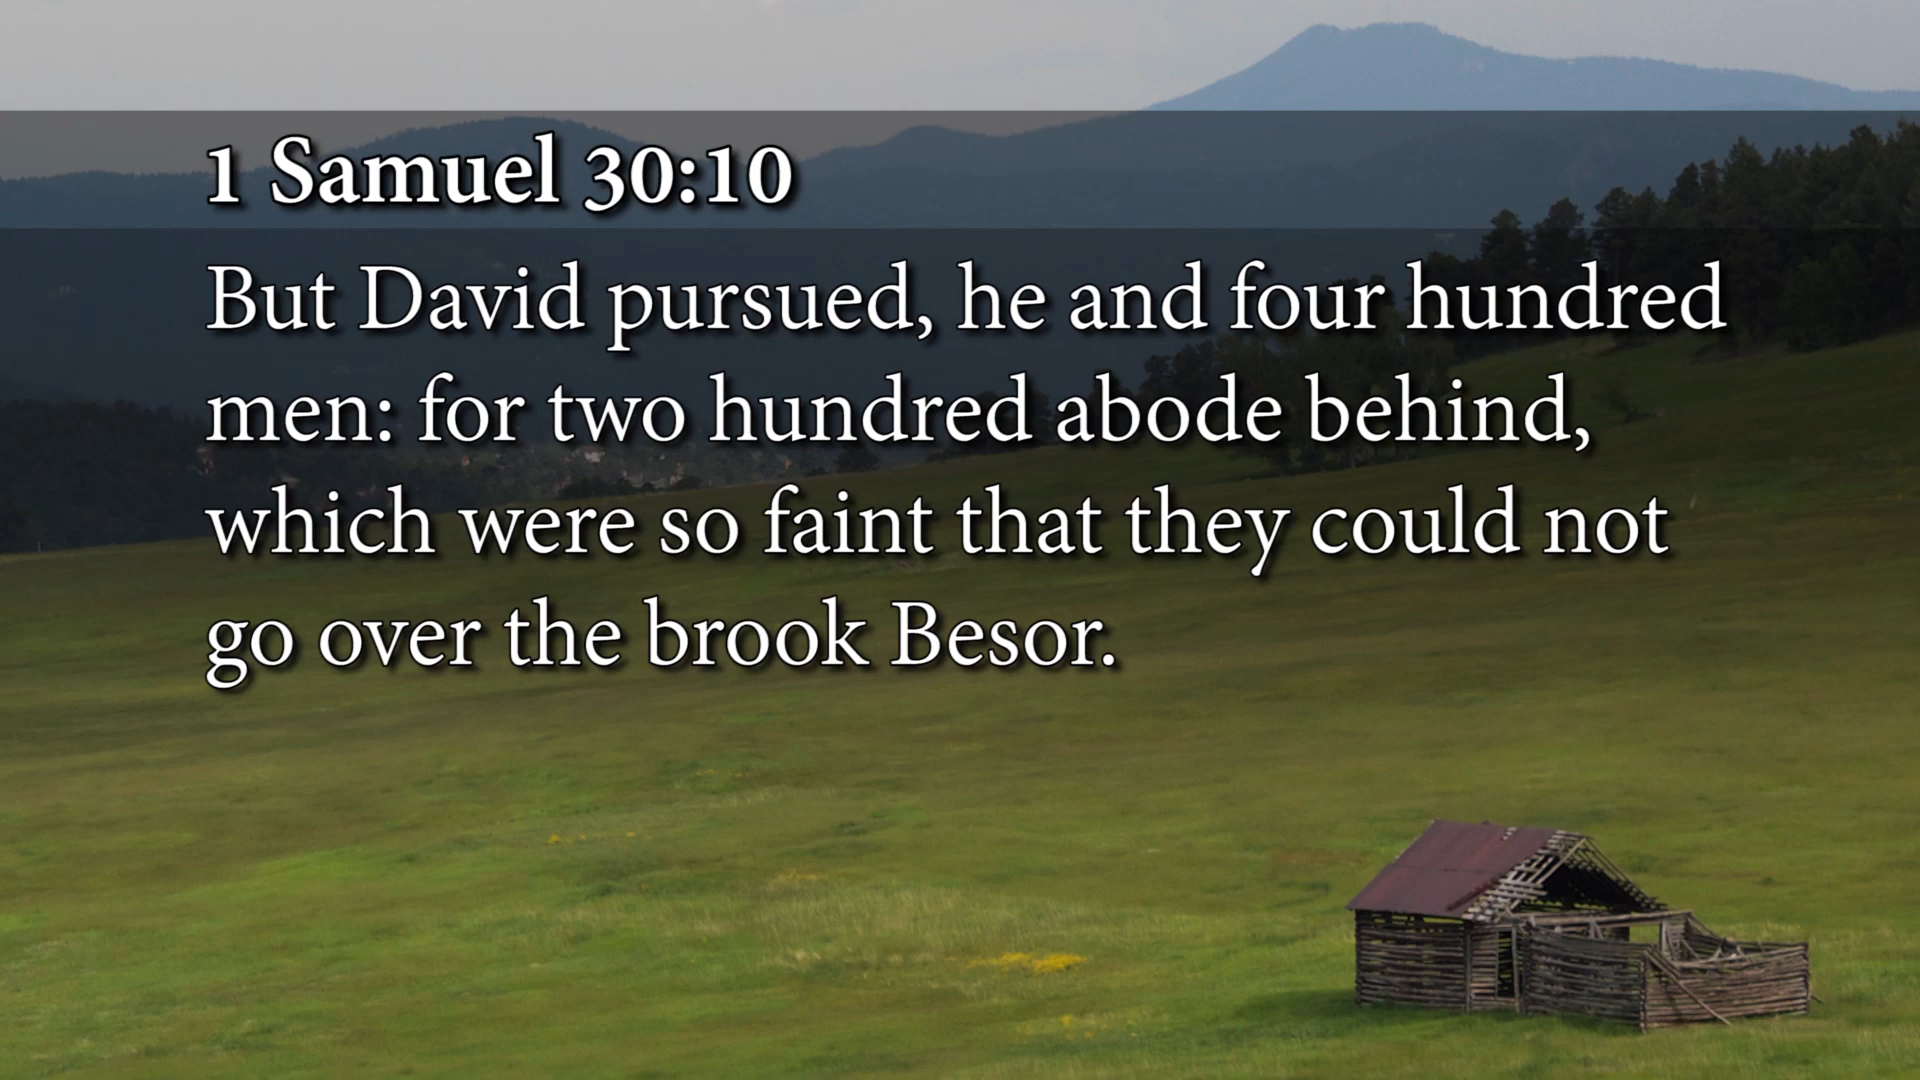 1 Samuel 30:10
But David pursued, he and four hundred
men: for two hundred abode behind,
which were so faint that they could not
go over the brook Besor.